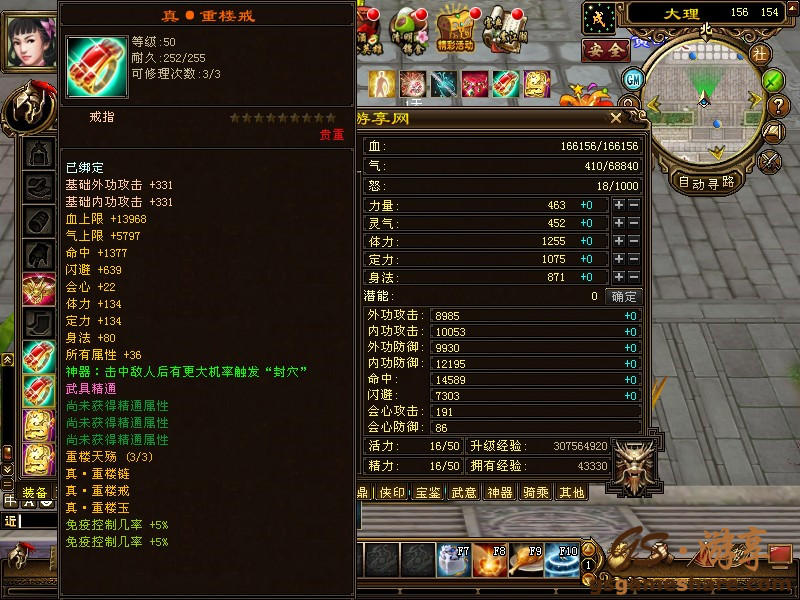 真●重楼戒
等级:50
耐久:252/255
可修理次数:3/3
戒指
贵重
已绑定
基础外功攻击 +331
基础内功攻击 +331
血上限 +13968
气上限 +5797
命中 +1377
闪避 +639
会心 +22
体力 +134
定力 +134
身法 +80
所有属性 +36
神器：击中敌人后有更大机率触发“封穴”
武具精通
尚未获得精通属性
尚未获得精通属性
尚未获得精通属性
重楼天殇 (3/3)
真·重楼链
真·重楼戒
真·重楼玉
免疫控制几率 +5%
免疫控制几率 +5%
装备
近
精彩活动
游享网
血: 166156/166156
气: 410/68840
怒: 18/1000
力量: 463 +0
灵气: 452 +0
体力: 1255 +0
定力: 1075 +0
身法: 871 +0
潜能: 0 确定
外功攻击: 8985 +0
内功攻击: 10053 +0
外功防御: 9930 +0
内功防御: 12195 +0
命中: 14589 +0
闪避: 7303 +0
会心攻击: 191
会心防御: 86
活力: 16/50 升级经验: 307564920
精力: 16/50 拥有经验: 43330
侠印 宝鉴 武意 神器 骑乘 其他
大理 156 154
戌
北
安全
社
GM
自动寻路
F7 F8 F9 F10
1
GS·游享